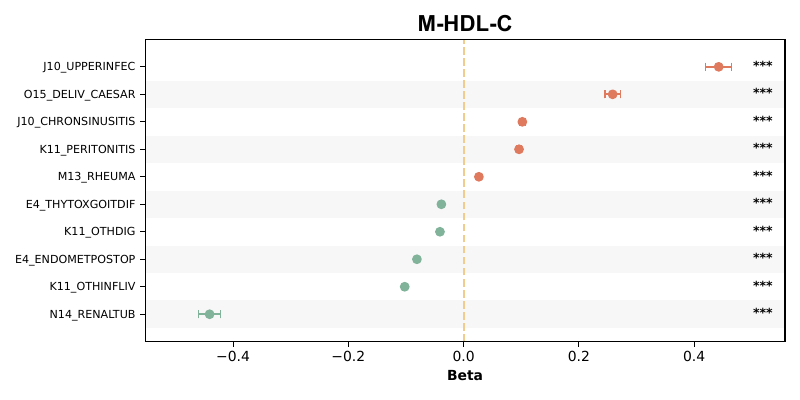 M-HDL-C
J10_UPPERINFEC ***
O15_DELIV_CAESAR ***
J10_CHRONSINUSITIS ***
K11_PERITONITIS ***
M13_RHEUMA ***
E4_THYTOXGOITDIF ***
K11_OTHDIG ***
E4_ENDOMETPOSTOP ***
K11_OTHINFLIV ***
N14_RENALTUB ***
−0.4 −0.2 0.0 0.2 0.4
Beta